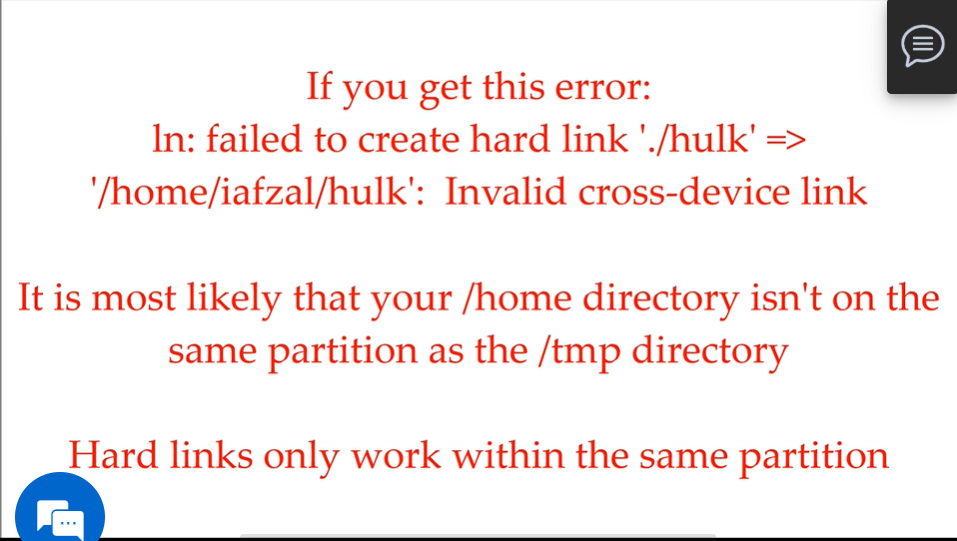 If you get this error:
ln: failed to create hard link './hulk' =>
'/home/iafzal/hulk':  Invalid cross-device link
It is most likely that your /home directory isn't on the
same partition as the /tmp directory
Hard links only work within the same partition